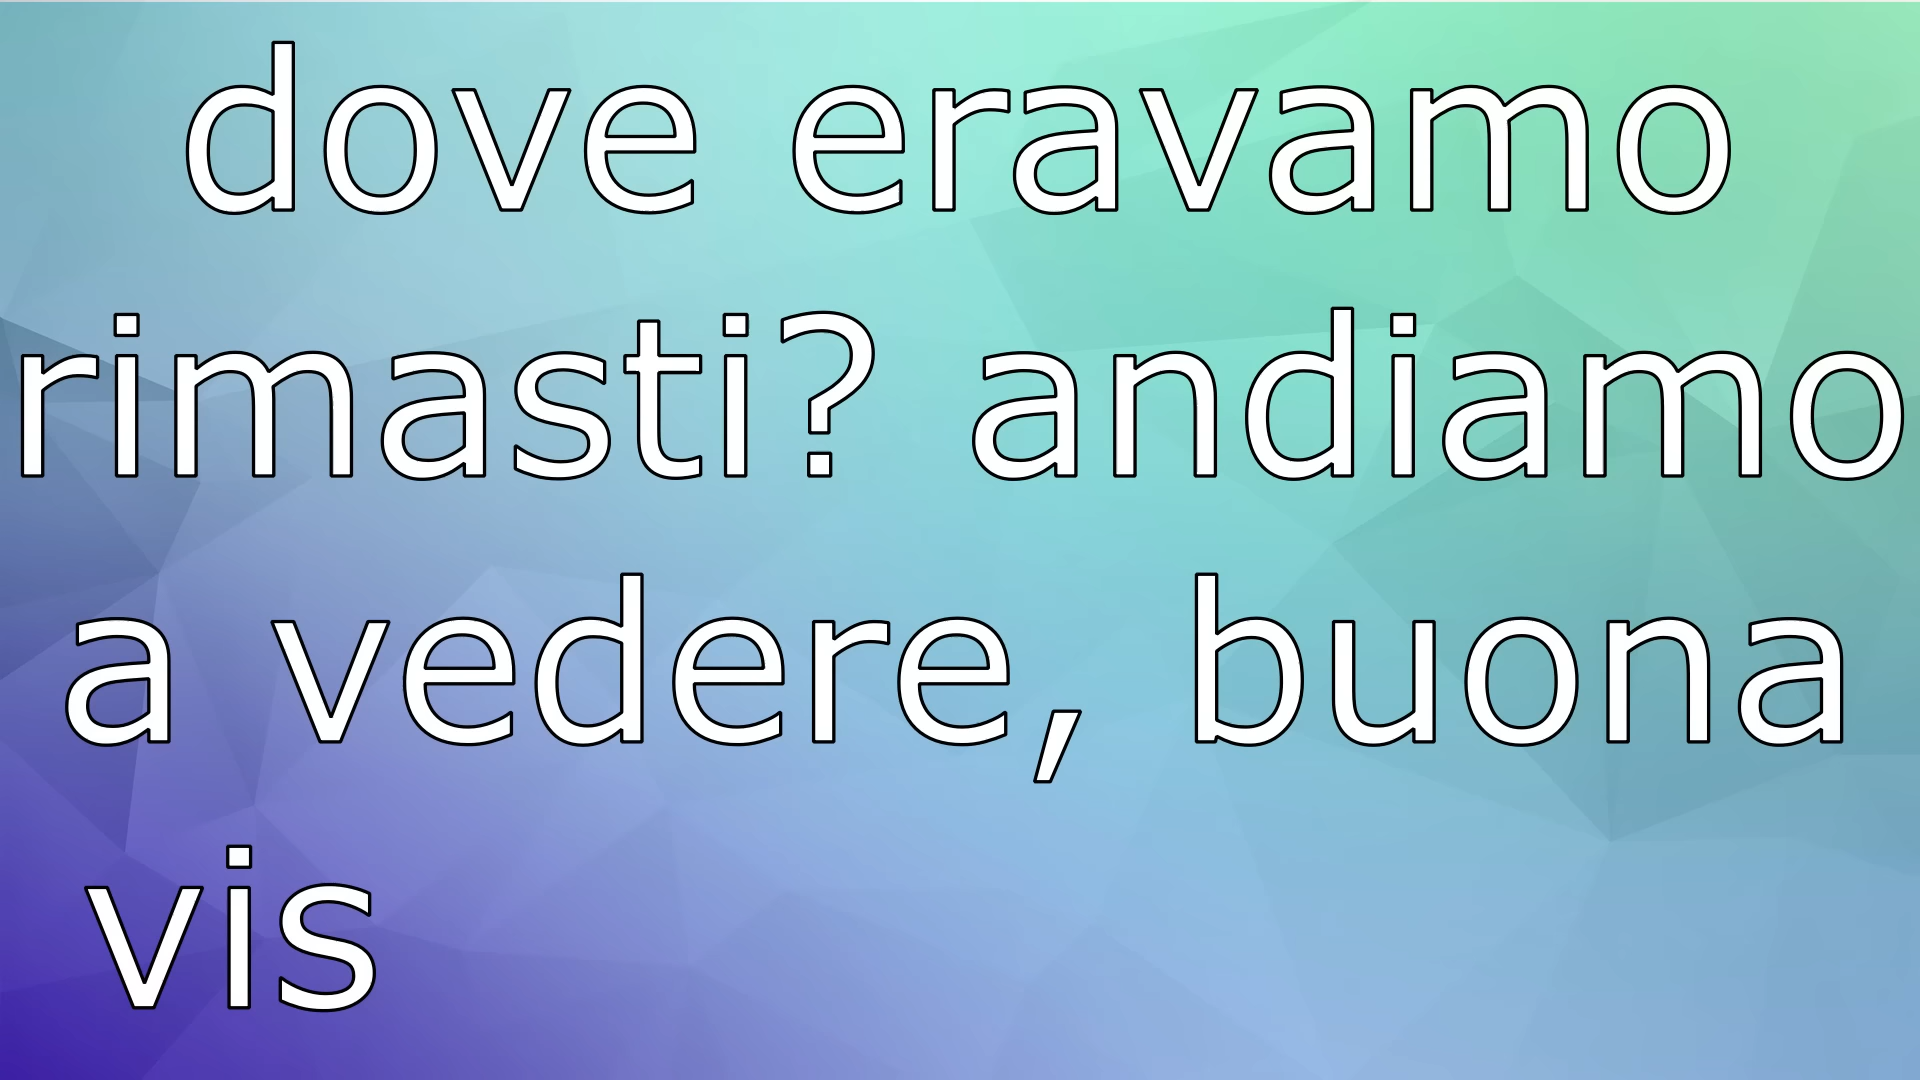 dove eravamo
rimasti? andiamo
a vedere, buona
vis